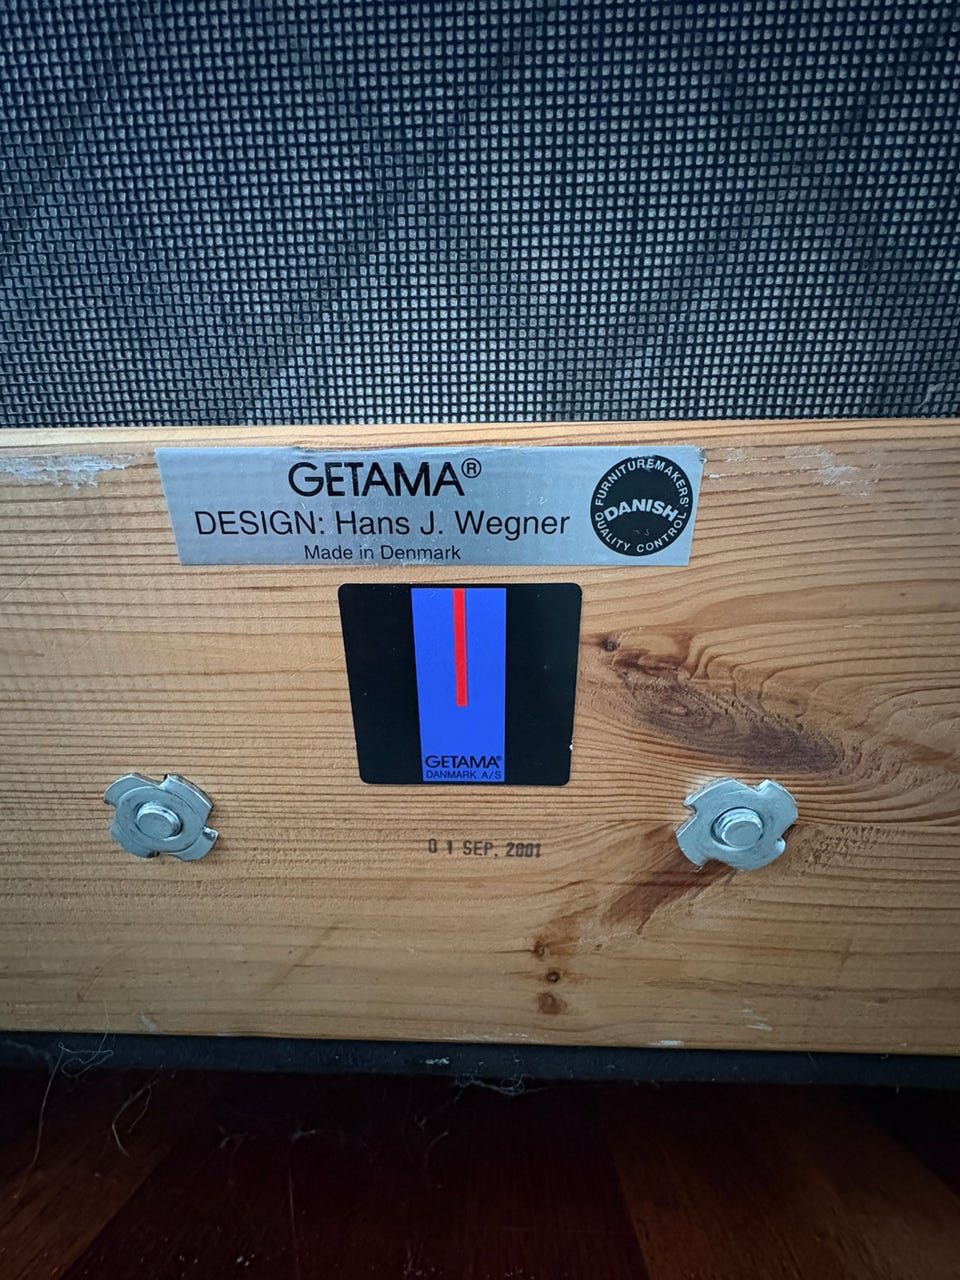 GETAMA®
DESIGN: Hans J. Wegner
Made in Denmark
FURNITUREMAKERS'
DANISH
QUALITY CONTROL
GETAMA®
DANMARK A/S
01 SEP. 2001